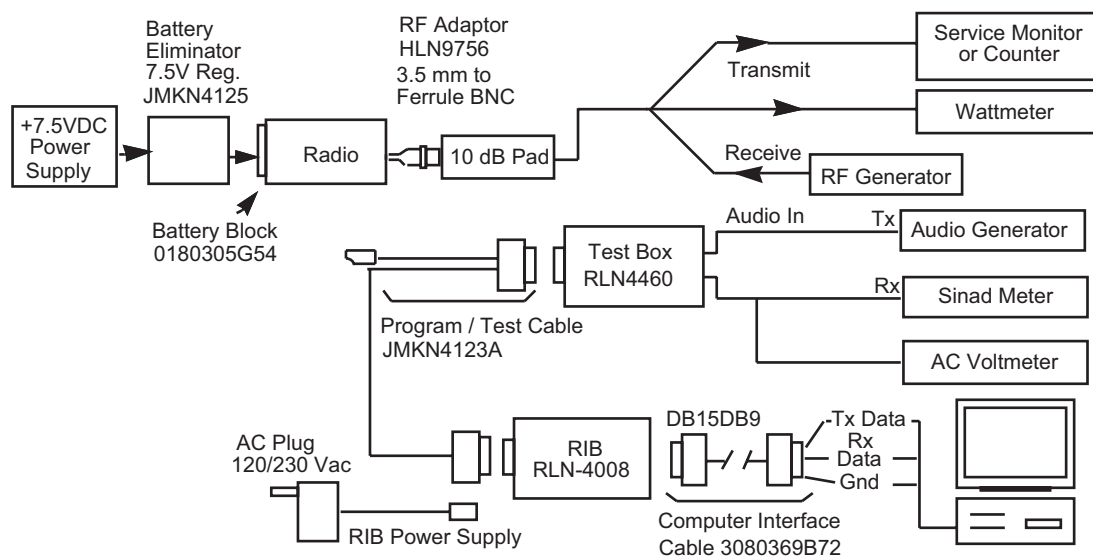 Battery
Eliminator
7.5V Reg.
JMKN4125
RF Adaptor
HLN9756
3.5 mm to
Ferrule BNC
Transmit
Service Monitor
or Counter
Wattmeter
+7.5VDC
Power
Supply
Radio
10 dB Pad
Receive
RF Generator
Battery Block
0180305G54
Audio In
Tx
Audio Generator
Test Box
RLN4460
Rx
Sinad Meter
Program / Test Cable
JMKN4123A
AC Voltmeter
AC Plug
120/230 Vac
RIB
RLN-4008
DB15DB9
Tx Data
Rx
Data
Gnd
RIB Power Supply
Computer Interface
Cable 3080369B72